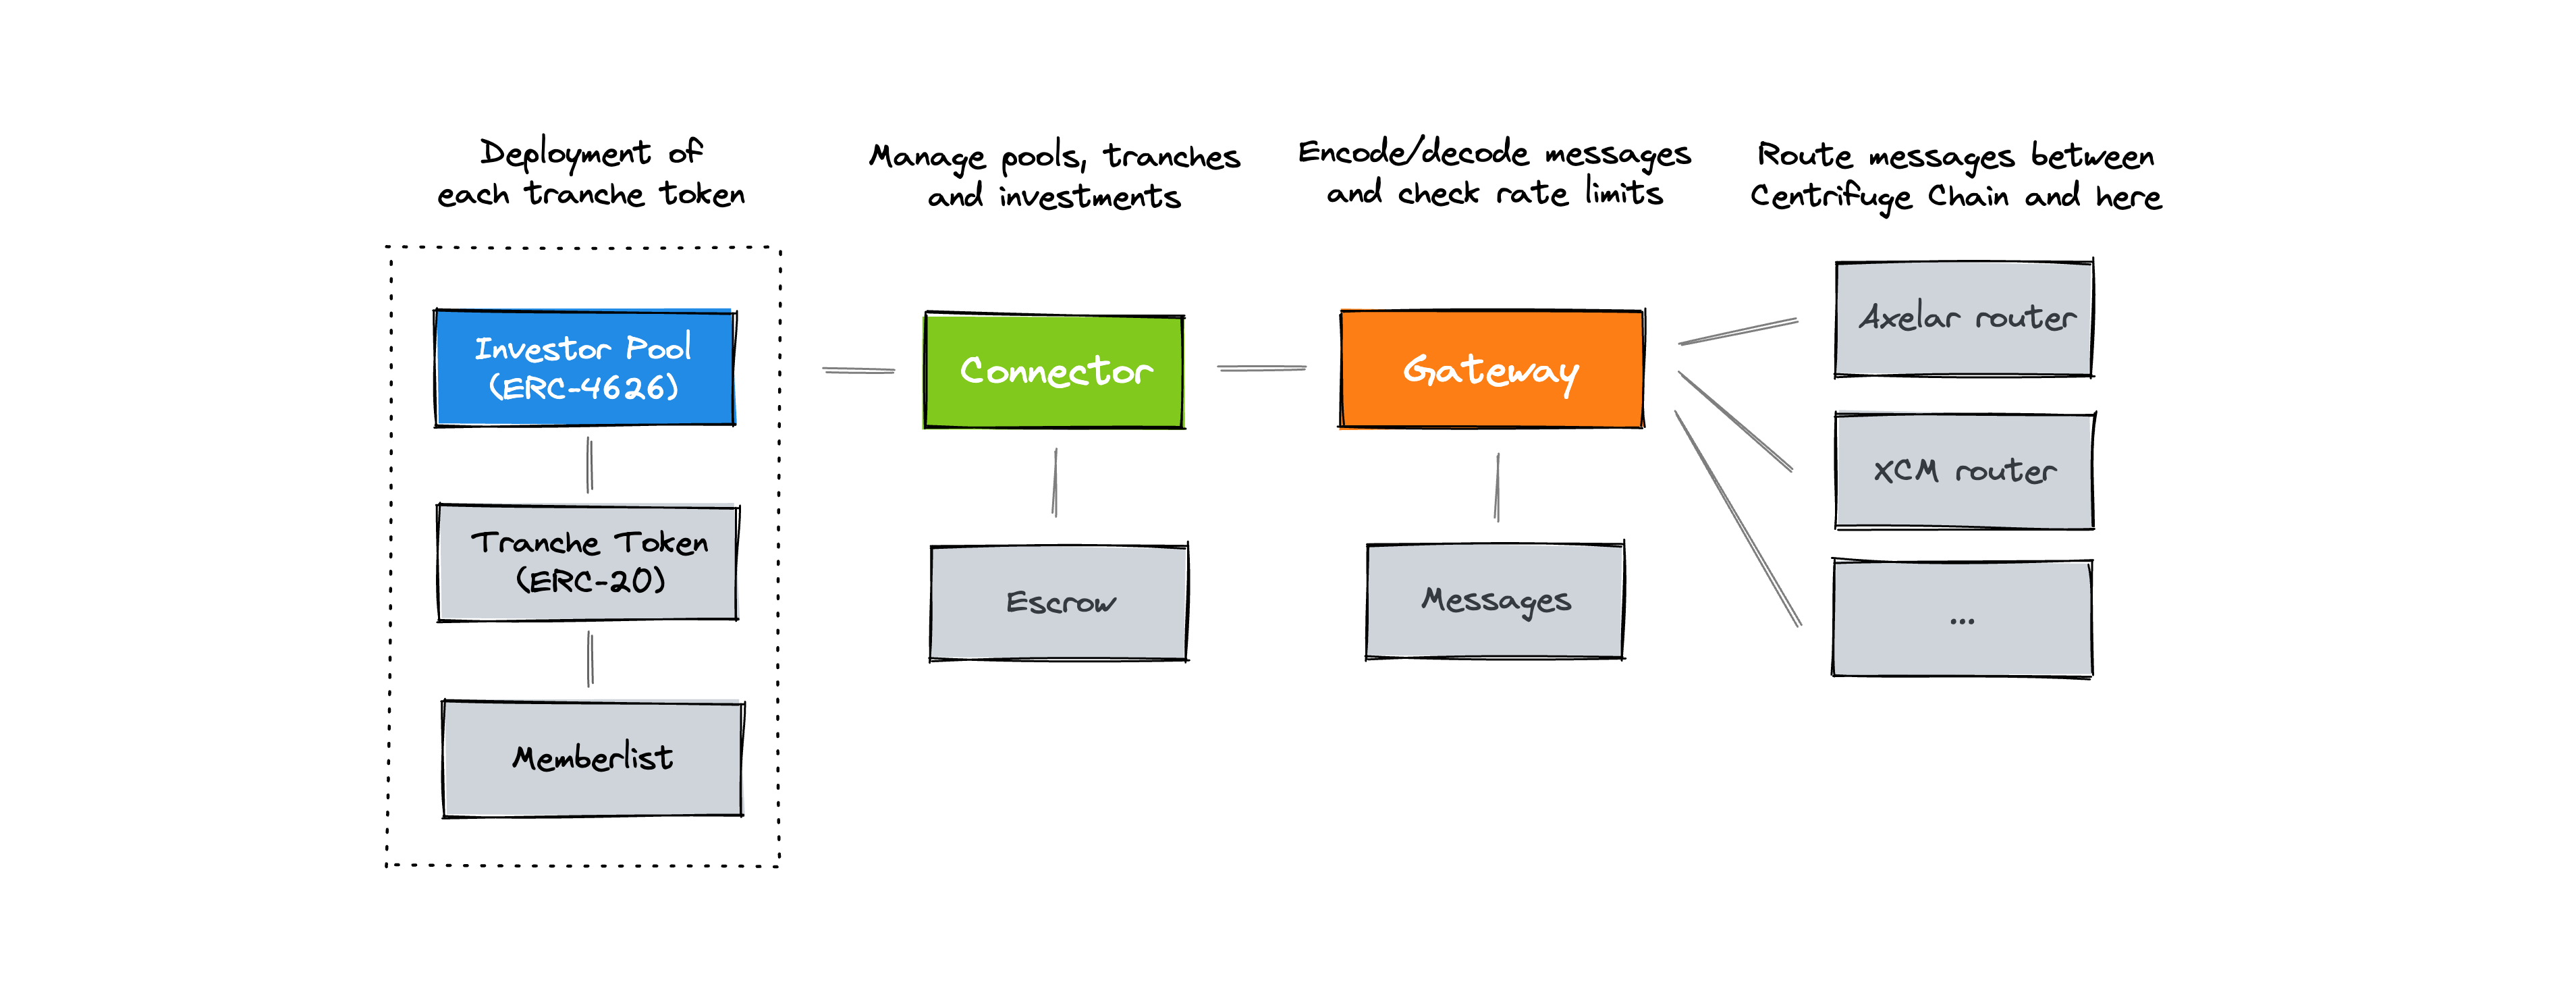 Deployment of
each tranche token
Investor Pool
(ERC-4626)
Tranche Token
(ERC-20)
Memberlist
Manage pools, tranches
and investments
Connector
Escrow
Encode/decode messages
and check rate limits
Gateway
Messages
Route messages between
Centrifuge Chain and here
Axelar router
XCM router
...